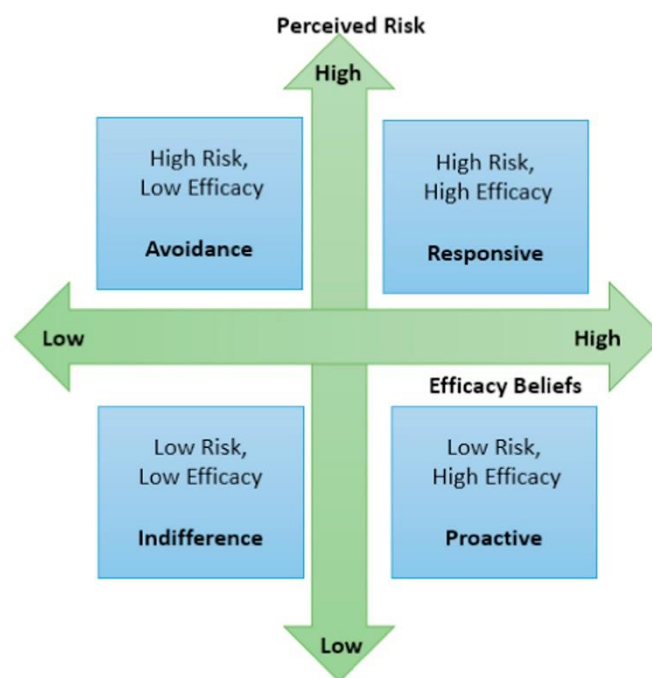 Perceived Risk
High
High Risk,
Low Efficacy
Avoidance
High Risk,
High Efficacy
Responsive
Low
High
Efficacy Beliefs
Low Risk,
Low Efficacy
Indifference
Low Risk,
High Efficacy
Proactive
Low